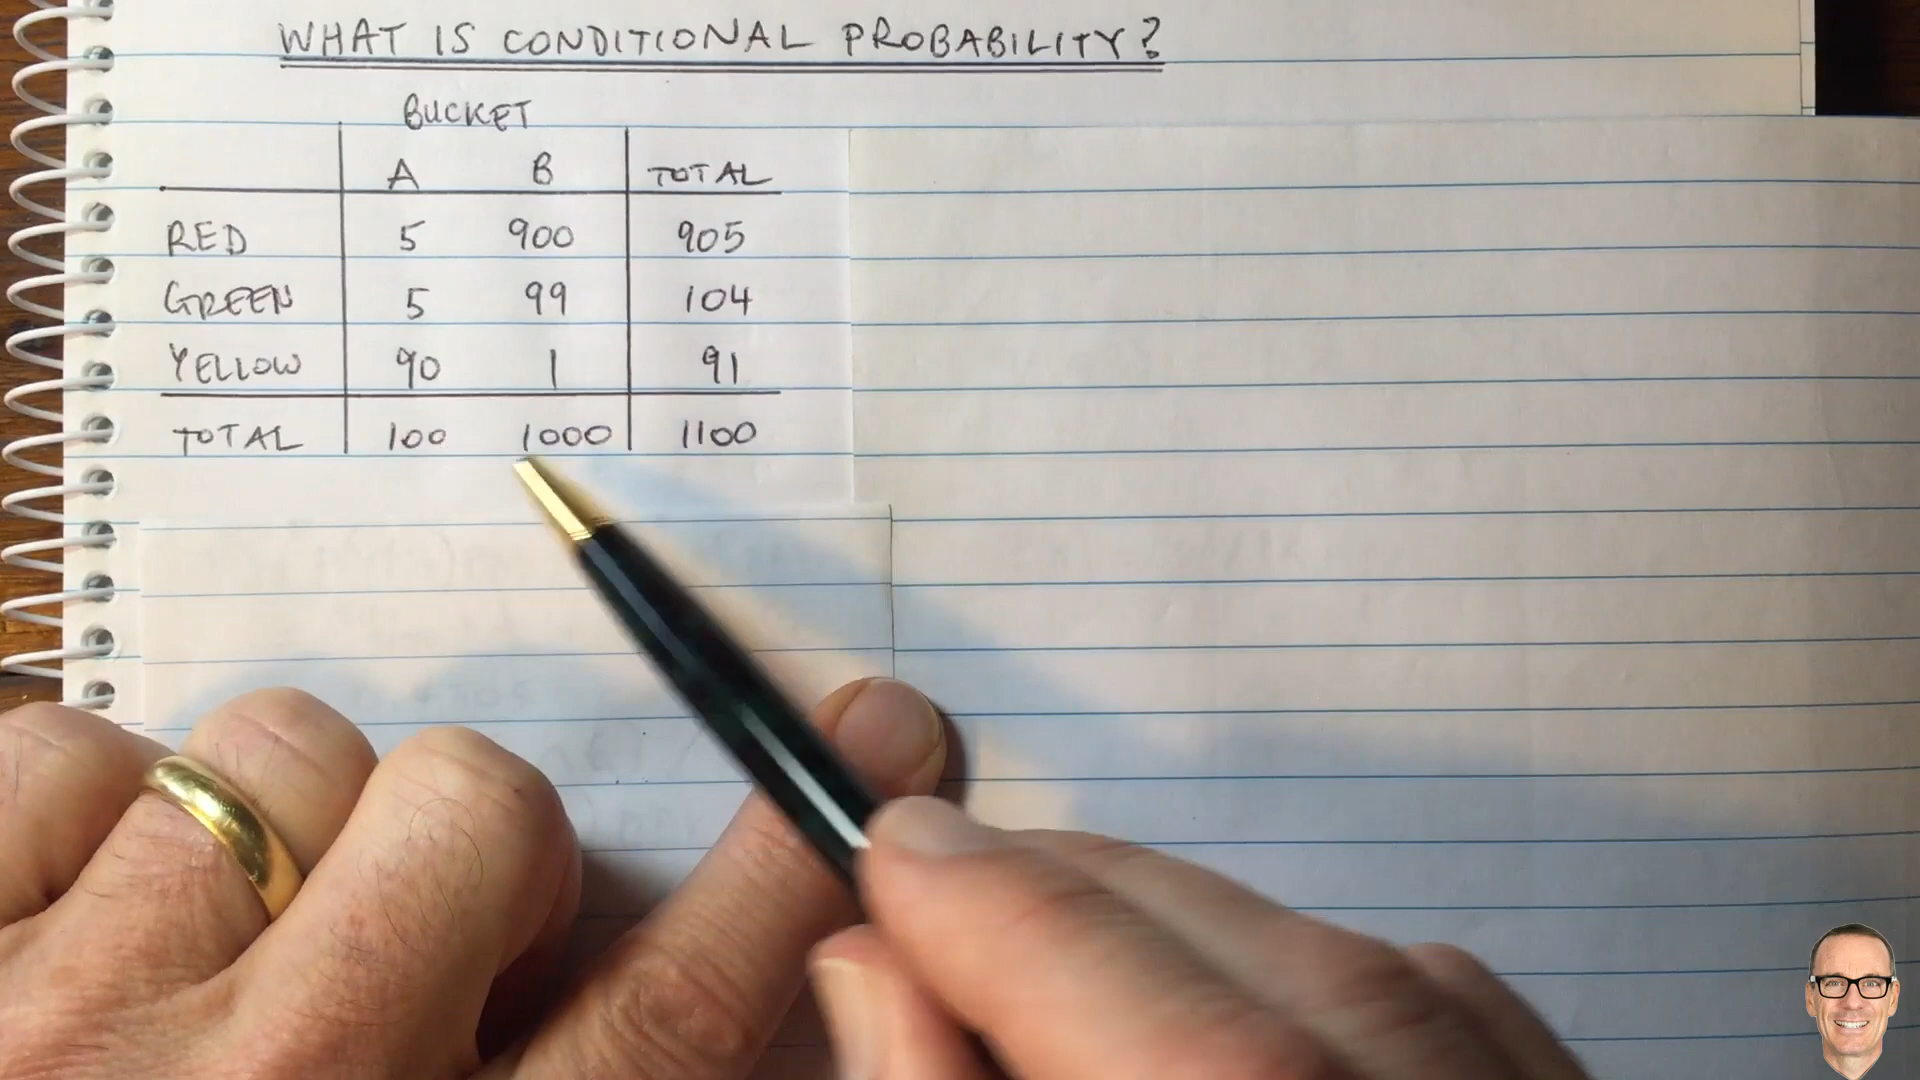 WHAT IS CONDITIONAL PROBABILITY?
BUCKET
A B TOTAL
RED 5 900 905
GREEN 5 99 104
YELLOW 90 1 91
TOTAL 100 1000 1100